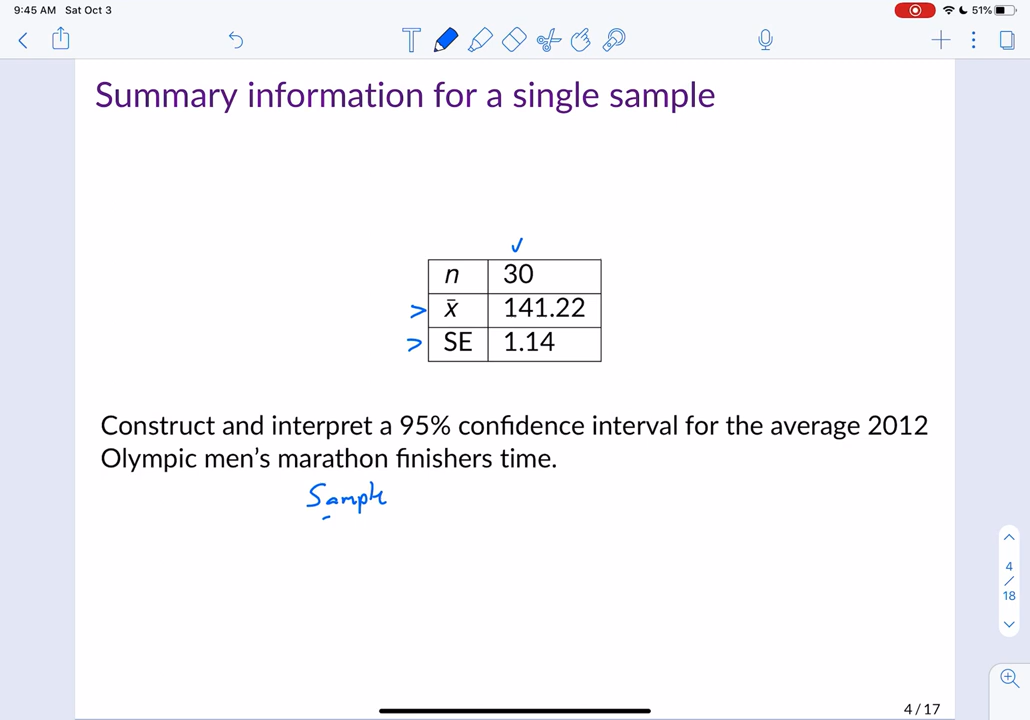 9:45 AM Sat Oct 3
51%
T
Summary information for a single sample
✓
n 30
> x̄ 141.22
> SE 1.14
Construct and interpret a 95% confidence interval for the average 2012
Olympic men's marathon finishers time.
Sample
4
/
18
4 / 17